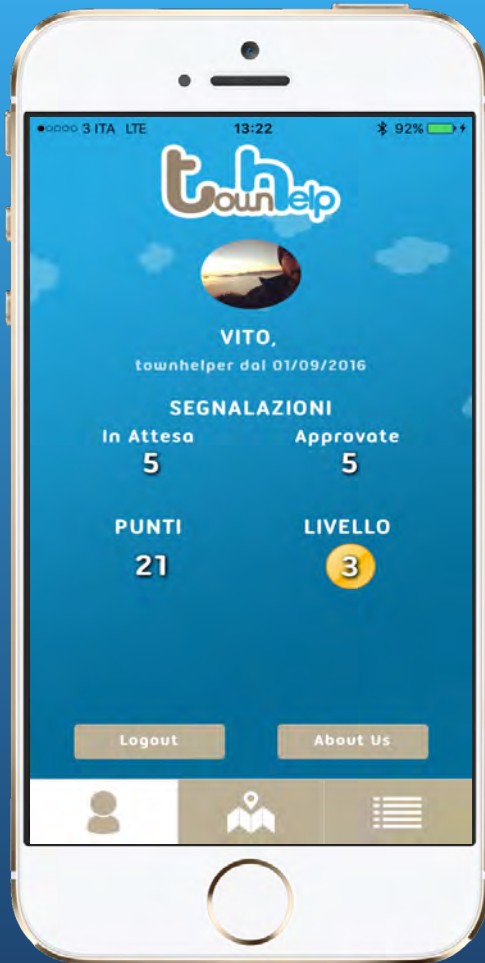 3 ITA LTE 13:22 92%
townhelp
VITO,
townhelper dal 01/09/2016
SEGNALAZIONI
In Attesa Approvate
5 5
PUNTI LIVELLO
21 3
Logout About Us